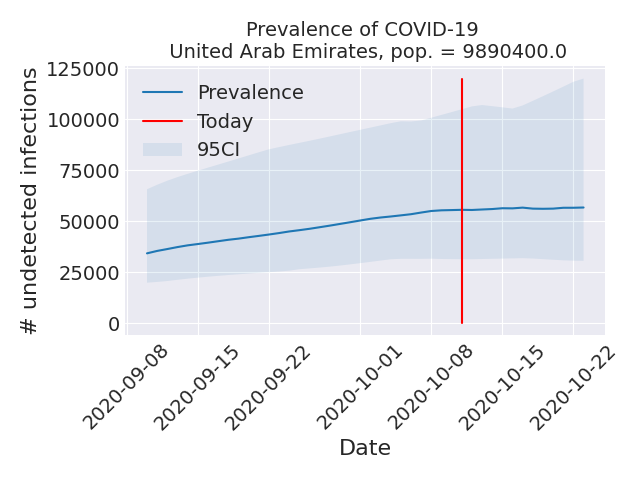 Prevalence of COVID-19
United Arab Emirates, pop. = 9890400.0
# undetected infections
125000
100000
75000
50000
25000
0
Prevalence
Today
95CI
2020-09-08
2020-09-15
2020-09-22
2020-10-01
2020-10-08
2020-10-15
2020-10-22
Date